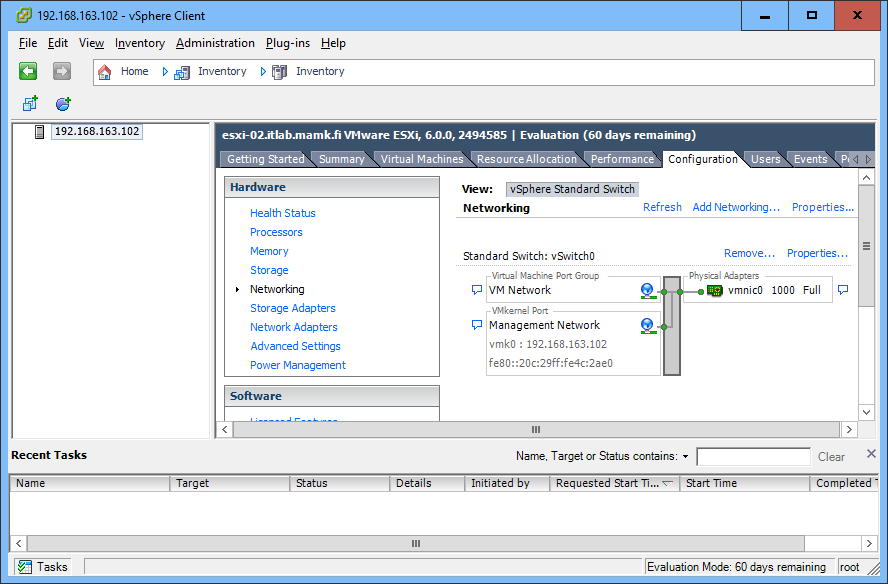 192.168.163.102 - vSphere Client
File Edit View Inventory Administration Plug-ins Help
Home Inventory Inventory
192.168.163.102
esxi-02.itlab.mamk.fi VMware ESXi, 6.0.0, 2494585 | Evaluation (60 days remaining)
Getting Started Summary Virtual Machines Resource Allocation Performance Configuration Users Events
Hardware
Health Status
Processors
Memory
Storage
Networking
Storage Adapters
Network Adapters
Advanced Settings
Power Management
Software
Licensed Features
View: vSphere Standard Switch
Networking Refresh Add Networking... Properties...
Standard Switch: vSwitch0 Remove... Properties...
Virtual Machine Port Group
VM Network
VMkernel Port
Management Network
vmk0 : 192.168.163.102
fe80::20c:29ff:fe4c:2ae0
Physical Adapters
vmnic0 1000 Full
Recent Tasks Name, Target or Status contains: Clear
Name Target Status Details Initiated by Requested Start Ti... Start Time Completed
Tasks Evaluation Mode: 60 days remaining root